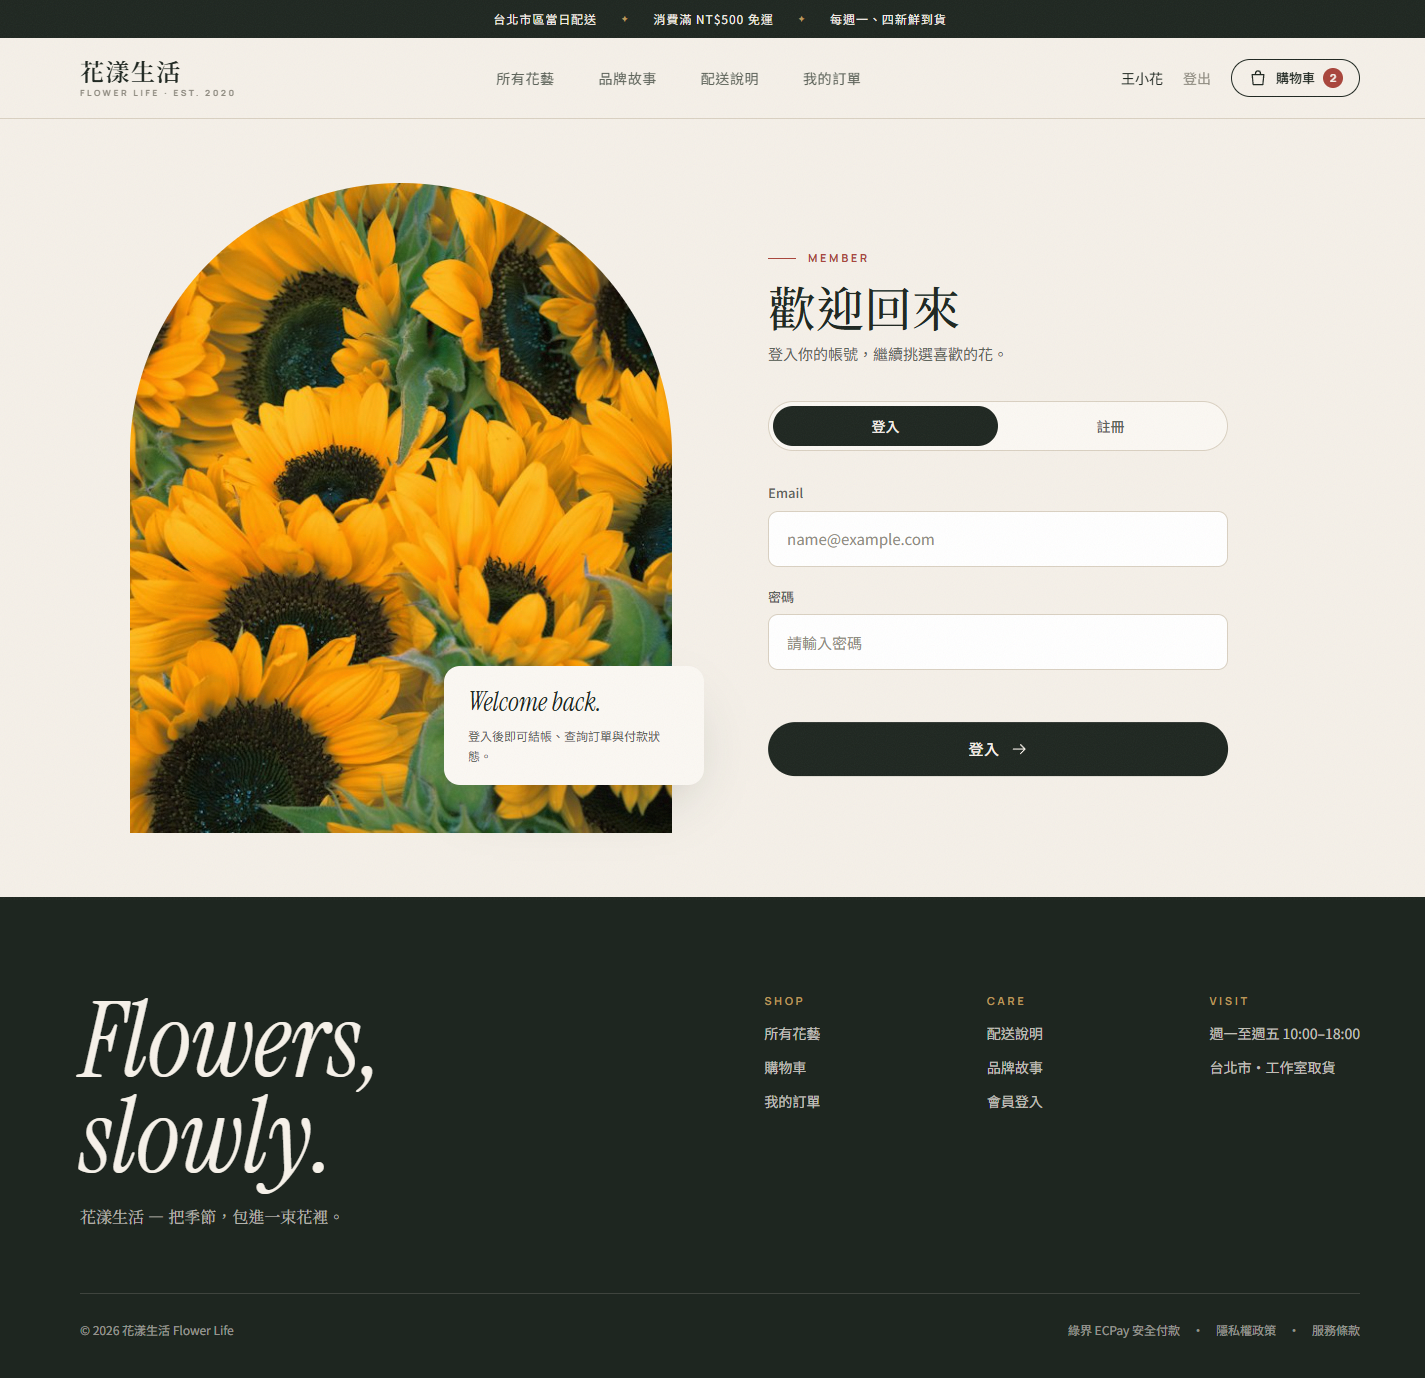 台北市區當日配送 ✦ 消費滿 NT$500 免運 ✦ 每週一、四新鮮到貨
花漾生活
FLOWER LIFE · EST. 2020
所有花藝 品牌故事 配送說明 我的訂單
王小花 登出 購物車 2
MEMBER
歡迎回來
登入你的帳號，繼續挑選喜歡的花。
登入 註冊
Email
name@example.com
密碼
請輸入密碼
Welcome back.
登入後即可結帳、查詢訂單與付款狀
態。
登入 →
Flowers,
slowly.
花漾生活 — 把季節，包進一束花裡。
SHOP
所有花藝
購物車
我的訂單
CARE
配送說明
品牌故事
會員登入
VISIT
週一至週五 10:00–18:00
台北市・工作室取貨
© 2026 花漾生活 Flower Life
綠界 ECPay 安全付款 • 隱私權政策 • 服務條款